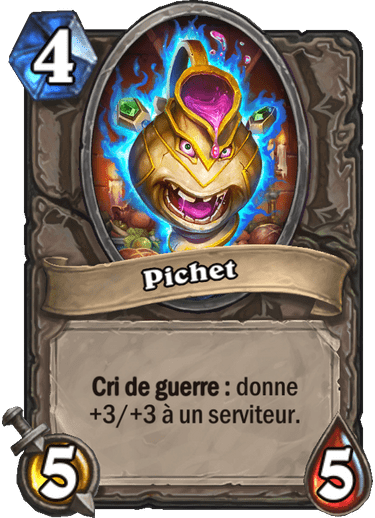 4
Pichet
Cri de guerre : donne
+3/+3 à un serviteur.
5
5